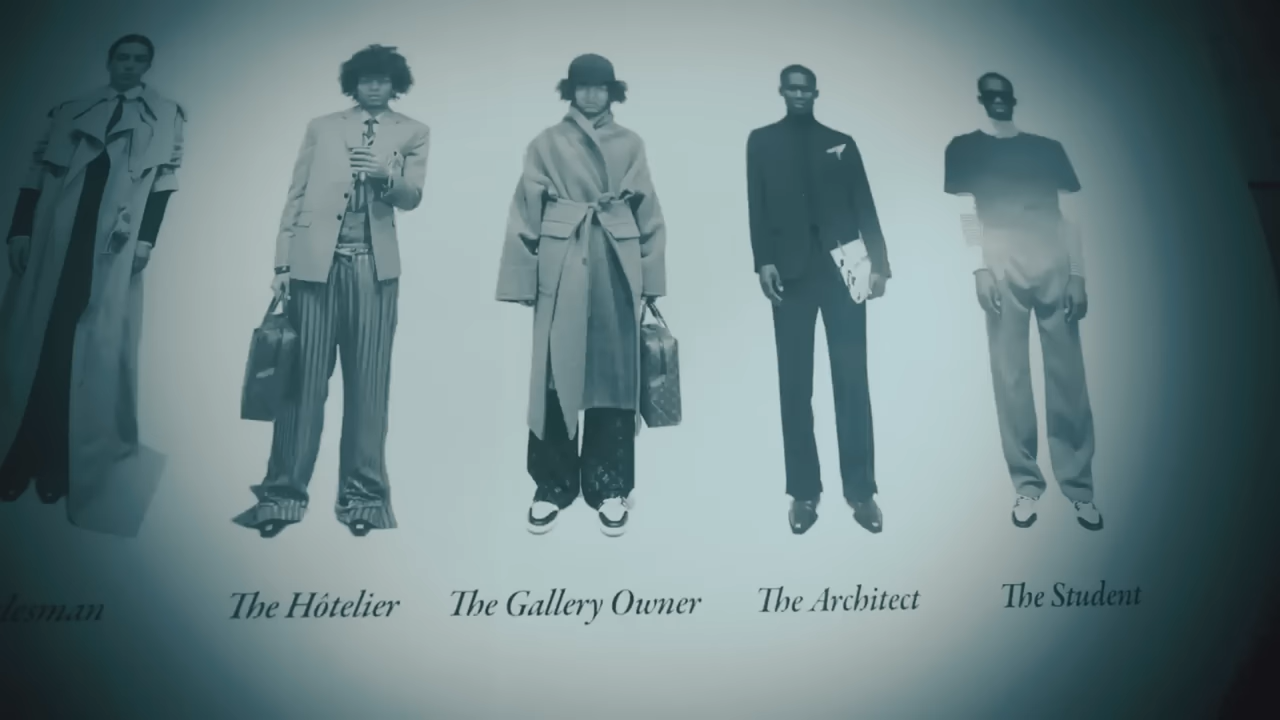 The Hôtelier
The Gallery Owner
The Architect
The Student